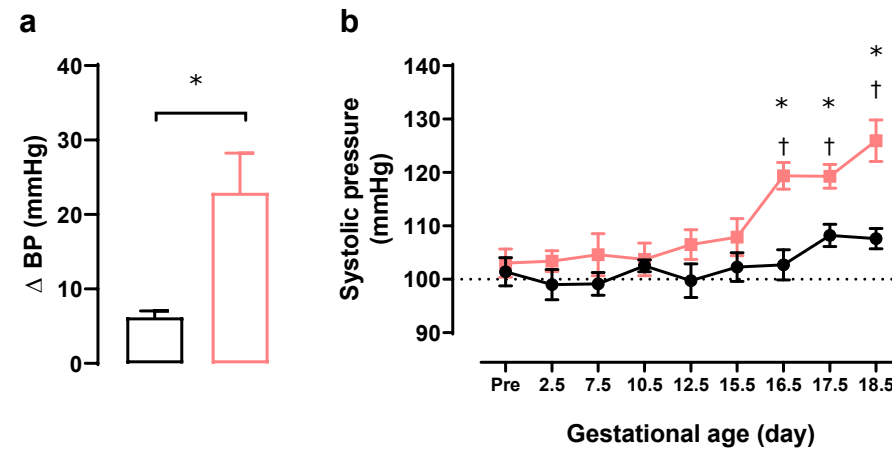 a
Δ BP (mmHg)
40
30
20
10
0
*
b
Systolic pressure
(mmHg)
140
130
120
110
100
90
*
†
*
†
*
†
Pre 2.5 7.5 10.5 12.5 15.5 16.5 17.5 18.5
Gestational age (day)